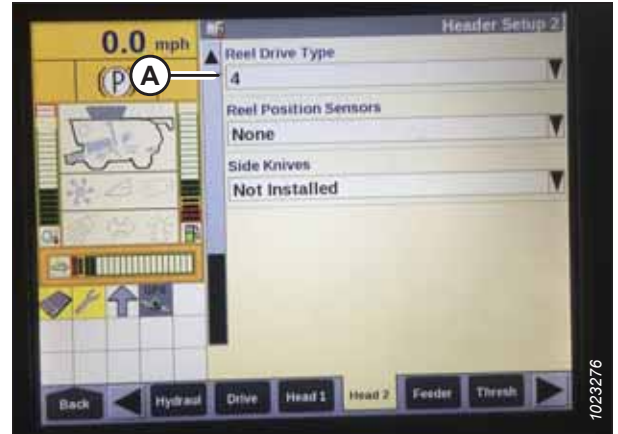 0.0 mph
Header Setup 2
(P)
A
Reel Drive Type
4
Reel Position Sensors
None
Side Knives
Not Installed
Back
Hydraul
Drive
Head 1
Head 2
Feeder
Thresh
1023276